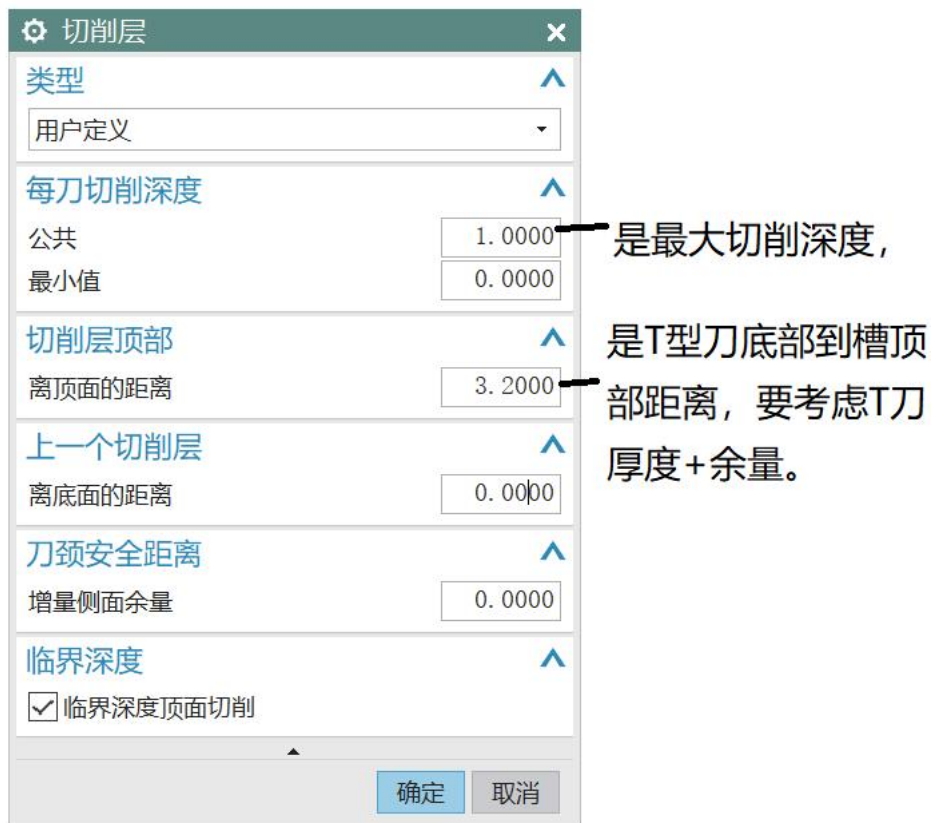 切削层
类型
用户定义
每刀切削深度
公共 1.0000
最小值 0.0000
是最大切削深度,
切削层顶部
离顶面的距离 3.2000
是T型刀底部到槽顶
部距离，要考虑T刀
厚度+余量。
上一个切削层
离底面的距离 0.0000
刀颈安全距离
增量侧面余量 0.0000
临界深度
临界深度顶面切削
确定 取消